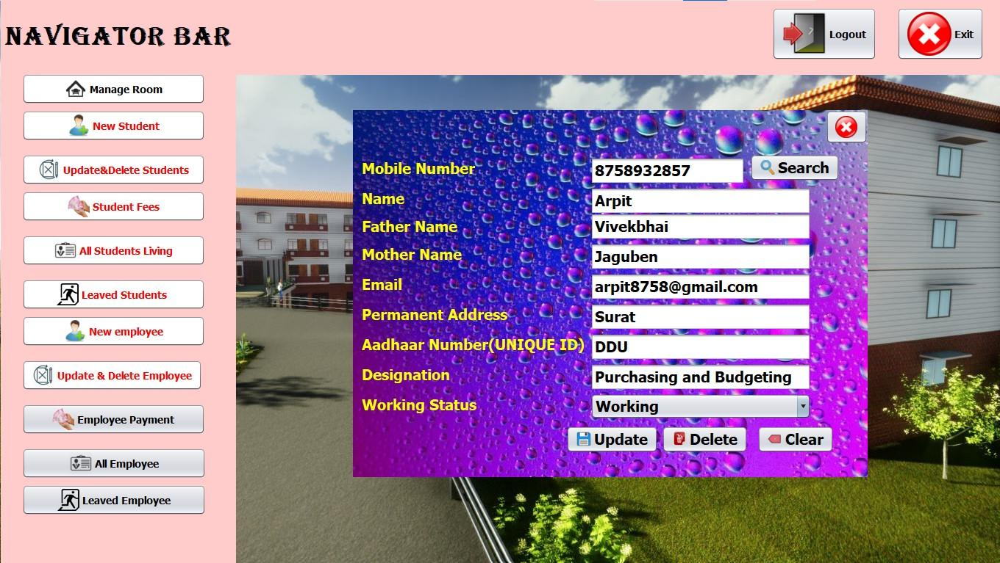 NAVIGATOR BAR
Logout
Exit
Manage Room
New Student
Update&Delete Students
Student Fees
All Students Living
Leaved Students
New employee
Update & Delete Employee
Employee Payment
All Employee
Leaved Employee
Mobile Number 8758932857 Search
Name Arpit
Father Name Vivekbhai
Mother Name Jaguben
Email arpit8758@gmail.com
Permanent Address Surat
Aadhaar Number(UNIQUE ID) DDU
Designation Purchasing and Budgeting
Working Status Working
Update Delete Clear